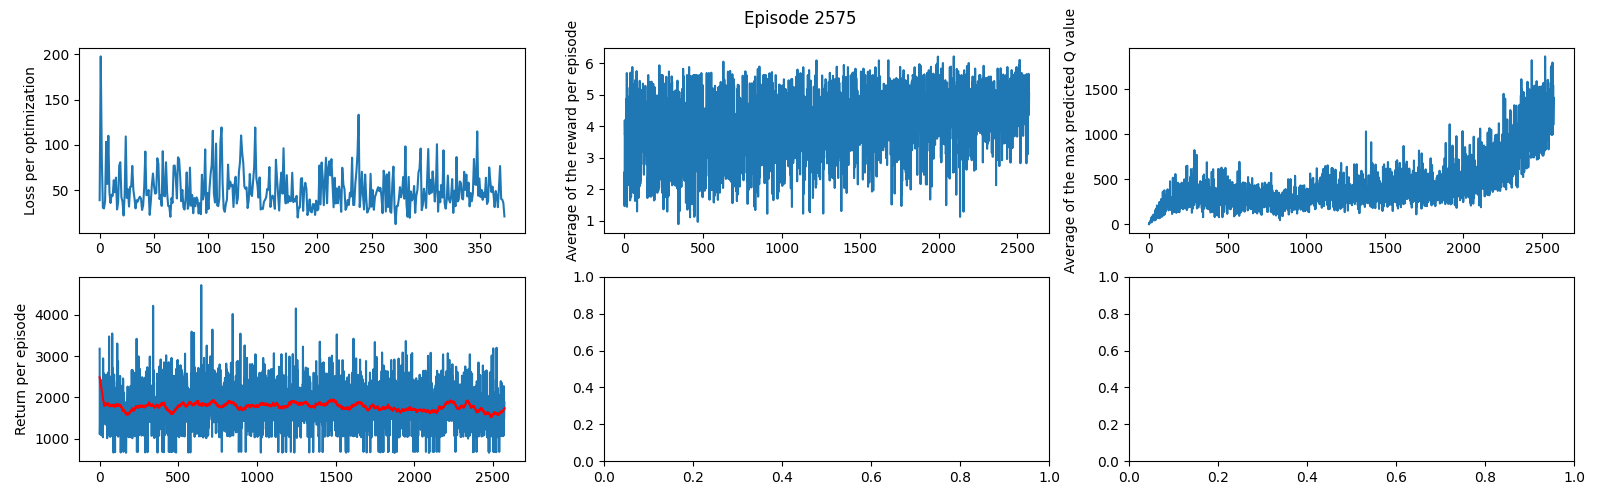 Episode 2575
Loss per optimization
200
150
100
50
0 50 100 150 200 250 300 350
Average of the reward per episode
6
5
4
3
2
1
0 500 1000 1500 2000 2500
Average of the max predicted Q value
1500
1000
500
0
0 500 1000 1500 2000 2500
Return per episode
4000
3000
2000
1000
0 500 1000 1500 2000 2500
1.0
0.8
0.6
0.4
0.2
0.0
0.0 0.2 0.4 0.6 0.8 1.0
1.0
0.8
0.6
0.4
0.2
0.0
0.0 0.2 0.4 0.6 0.8 1.0